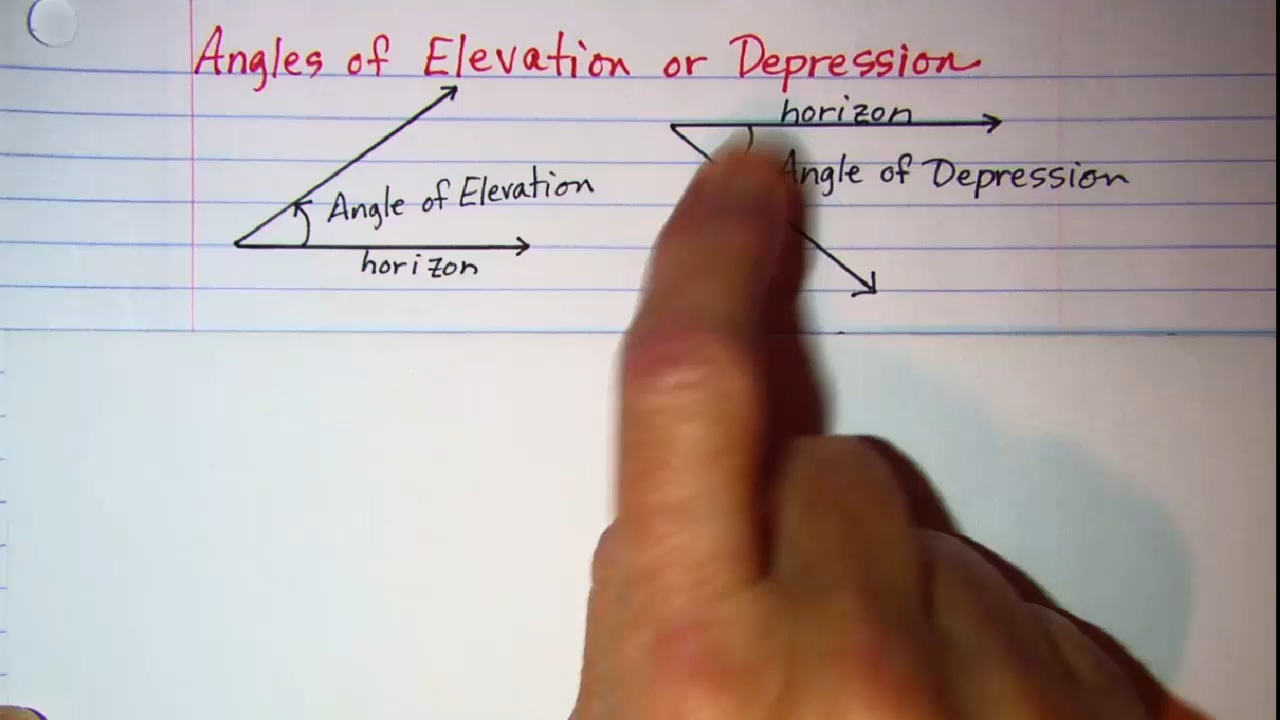 Angles of Elevation or Depression
horizon
Angle of Depression
Angle of Elevation
horizon